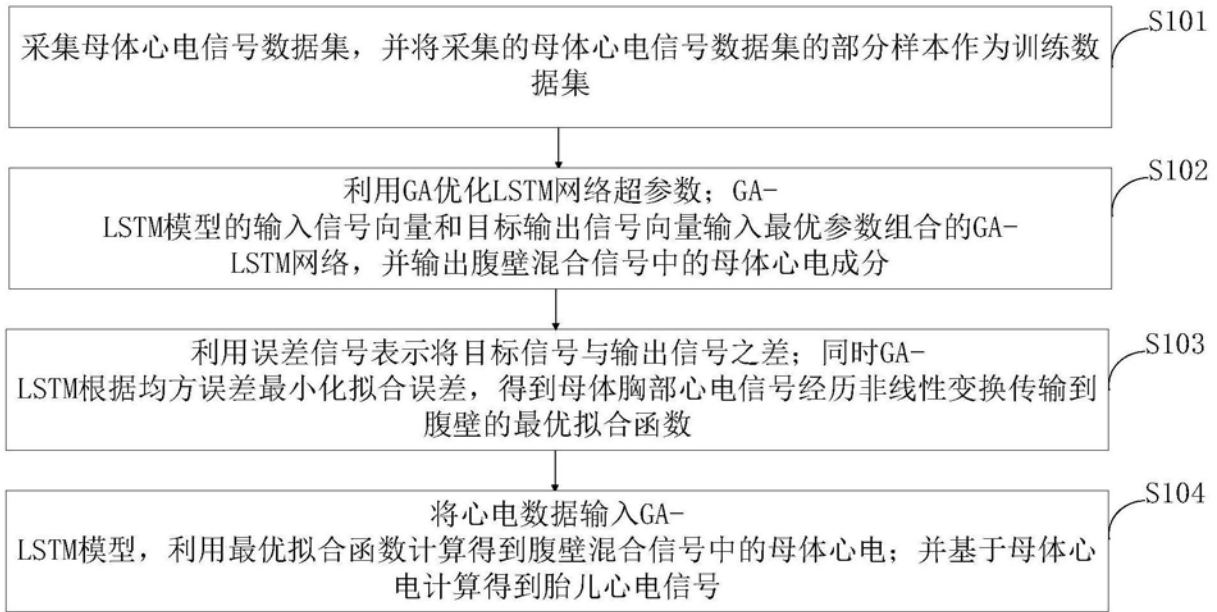 S101
采集母体心电信号数据集，并将采集的母体心电信号数据集的部分样本作为训练数
据集
S102
利用GA优化LSTM网络超参数；GA-
LSTM模型的输入信号向量和目标输出信号向量输入最优参数组合的GA-
LSTM网络，并输出腹壁混合信号中的母体心电成分
S103
利用误差信号表示将目标信号与输出信号之差；同时GA-
LSTM根据均方误差最小化拟合误差，得到母体胸部心电信号经历非线性变换传输到
腹壁的最优拟合函数
S104
将心电数据输入GA-
LSTM模型，利用最优拟合函数计算得到腹壁混合信号中的母体心电；并基于母体心
电计算得到胎儿心电信号